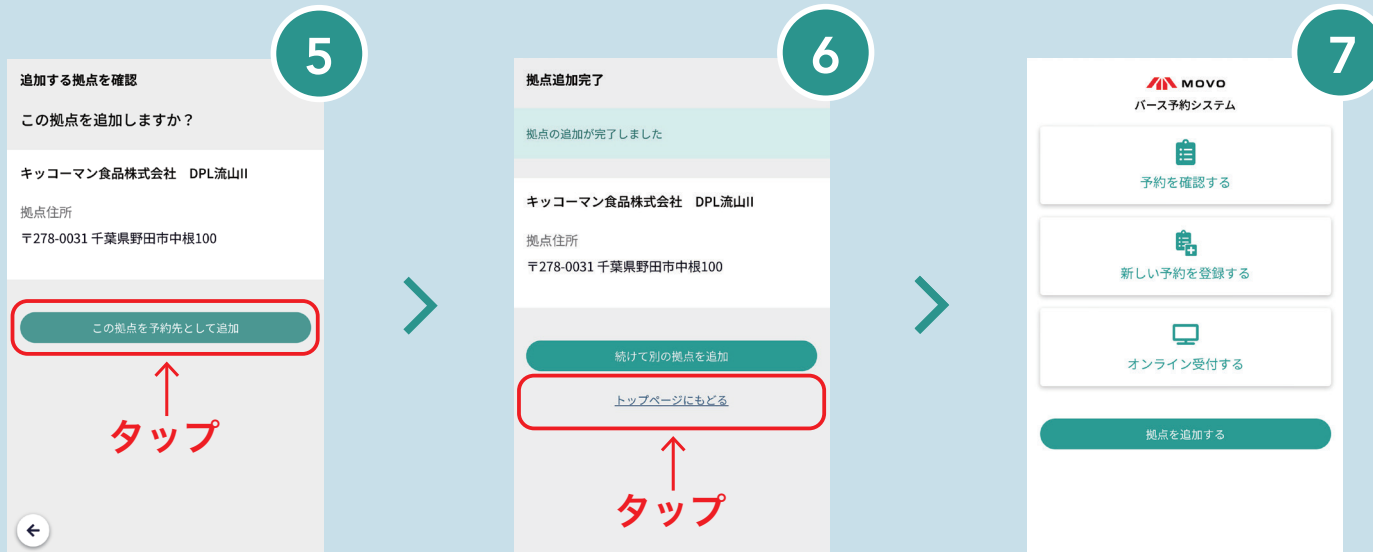 5
追加する拠点を確認
この拠点を追加しますか？
キッコーマン食品株式会社　DPL流山II
拠点住所
〒278-0031 千葉県野田市中根100
この拠点を予約先として追加
タップ
6
拠点追加完了
拠点の追加が完了しました
キッコーマン食品株式会社　DPL流山II
拠点住所
〒278-0031 千葉県野田市中根100
続けて別の拠点を追加
トップページにもどる
タップ
7
MOVO
バース予約システム
予約を確認する
新しい予約を登録する
オンライン受付する
拠点を追加する